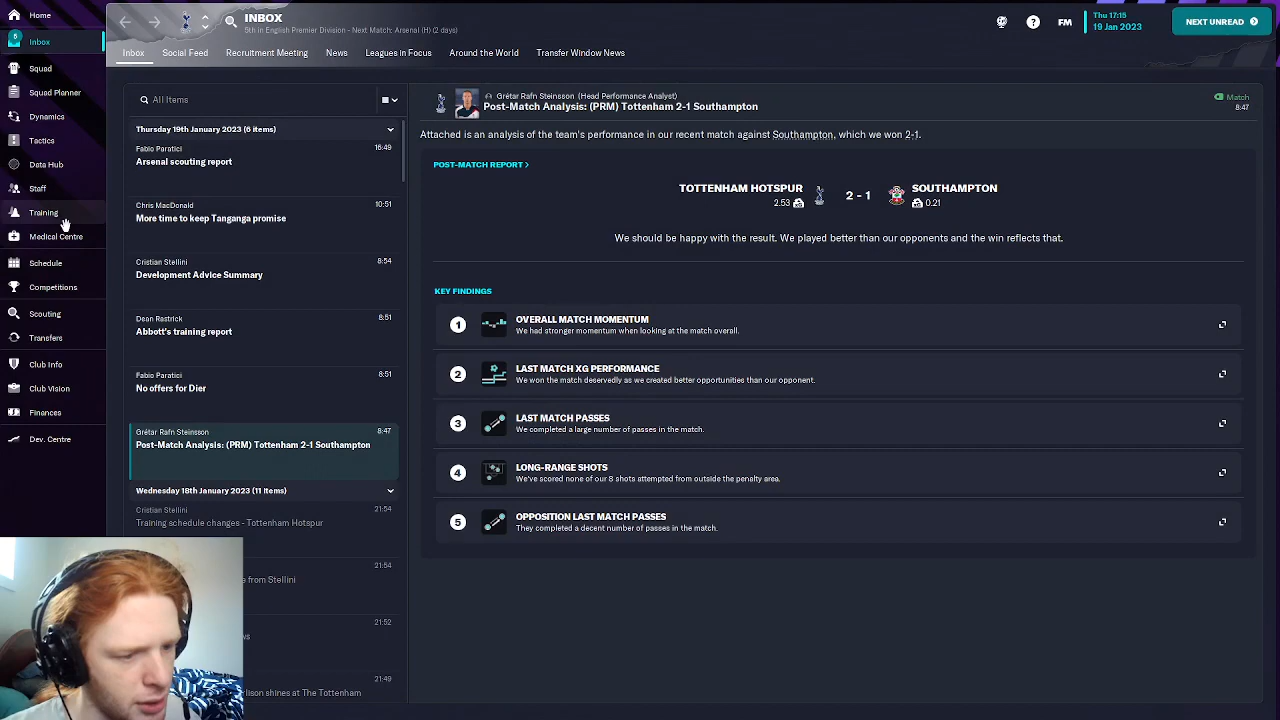 Home
5
Inbox
Squad
Squad Planner
Dynamics
Tactics
Data Hub
Staff
Training
Medical Centre
Schedule
Competitions
Scouting
Transfers
Club Info
Club Vision
Finances
Dev. Centre
INBOX
5th in English Premier Division - Next Match: Arsenal (H) (2 days)
FM
Thu 17:15
19 Jan 2023
NEXT UNREAD
Inbox
Social Feed
Recruitment Meeting
News
Leagues in Focus
Around the World
Transfer Window News
All Items
Thursday 19th January 2023 (6 items)
Fabio Paratici
16:49
Arsenal scouting report
Chris MacDonald
10:51
More time to keep Tanganga promise
Cristian Stellini
8:54
Development Advice Summary
Dean Rastrick
8:51
Abbott's training report
Fabio Paratici
8:51
No offers for Dier
Grétar Rafn Steinsson
8:47
Post-Match Analysis: (PRM) Tottenham 2-1 Southampton
Wednesday 18th January 2023 (11 items)
Cristian Stellini
21:54
Training schedule changes - Tottenham Hotspur
21:54
from Stellini
21:52
21:49
shines at The Tottenham
Grétar Rafn Steinsson (Head Performance Analyst)
Post-Match Analysis: (PRM) Tottenham 2-1 Southampton
Match
8:47
Attached is an analysis of the team's performance in our recent match against Southampton, which we won 2-1.
POST-MATCH REPORT >
TOTTENHAM HOTSPUR
2.53
2 - 1
SOUTHAMPTON
0.21
We should be happy with the result. We played better than our opponents and the win reflects that.
KEY FINDINGS
1
OVERALL MATCH MOMENTUM
We had stronger momentum when looking at the match overall.
2
LAST MATCH XG PERFORMANCE
We won the match deservedly as we created better opportunities than our opponent.
3
LAST MATCH PASSES
We completed a large number of passes in the match.
4
LONG-RANGE SHOTS
We've scored none of our 8 shots attempted from outside the penalty area.
5
OPPOSITION LAST MATCH PASSES
They completed a decent number of passes in the match.